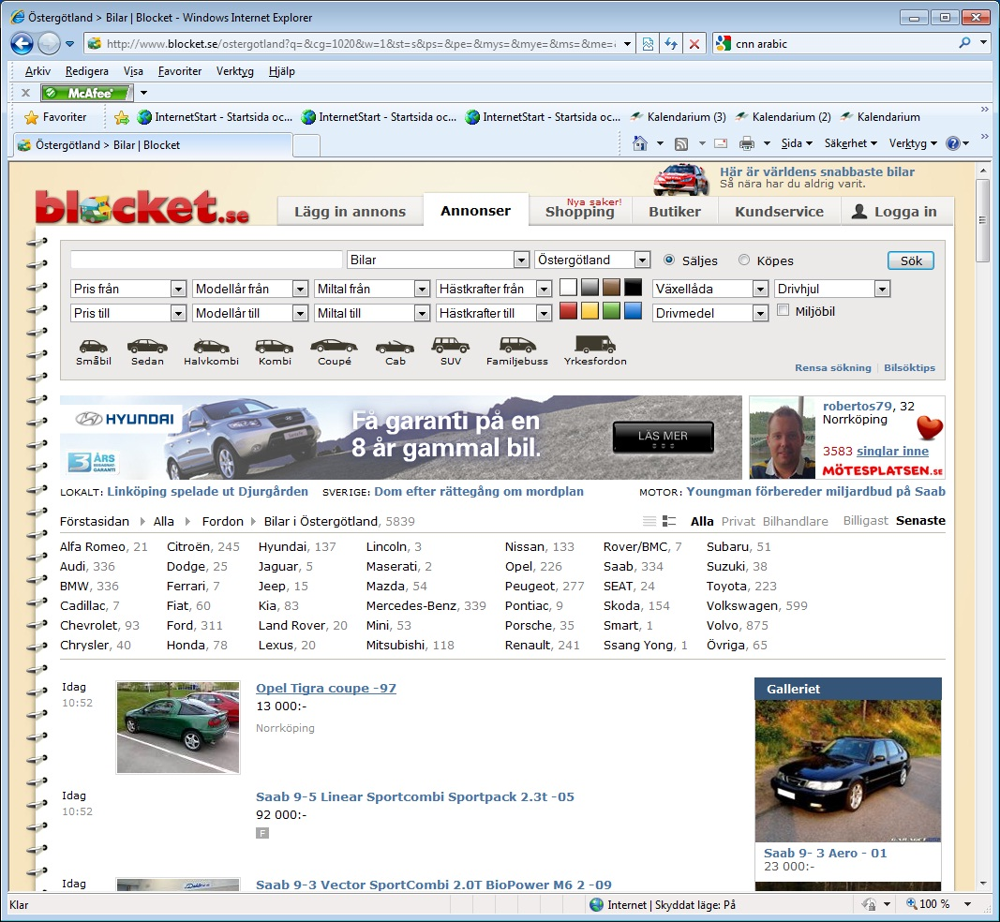 Östergötland > Bilar | Blocket - Windows Internet Explorer
http://www.blocket.se/ostergotland?q=&cg=1020&w=1&st=s&ps=&pe=&mys=&mye=&ms=&me=
cnn arabic
Arkiv Redigera Visa Favoriter Verktyg Hjälp
x McAfee
Favoriter InternetStart - Startsida oc... InternetStart - Startsida oc... InternetStart - Startsida oc... Kalendarium (3) Kalendarium (2) Kalendarium
Östergötland > Bilar | Blocket
Sida Säkerhet Verktyg
Här är världens snabbaste bilar
Så nära har du aldrig varit.
blocket.se
Lägg in annons Annonser Nya saker! Shopping Butiker Kundservice Logga in
Bilar Östergötland Säljes Köpes Sök
Pris från Modellår från Miltal från Hästkrafter från Växellåda Drivhjul
Pris till Modellår till Miltal till Hästkrafter till Drivmedel Miljöbil
Småbil Sedan Halvkombi Kombi Coupé Cab SUV Familjebuss Yrkesfordon
Rensa sökning | Bilsöktips
HYUNDAI
3 ÅRS
GARANTI
Få garanti på en
8 år gammal bil.
LÄS MER
robertos79, 32
Norrköping
3583 singlar inne
MÖTESPLATSEN.SE
LOKALT: Linköping spelade ut Djurgården SVERIGE: Dom efter rättegång om mordplan MOTOR: Youngman förbereder miljardbud på Saab
Förstasidan Alla Fordon Bilar i Östergötland, 5839 Alla Privat Bilhandlare Billigast Senaste
Alfa Romeo, 21 Citroën, 245 Hyundai, 137 Lincoln, 3 Nissan, 133 Rover/BMC, 7 Subaru, 51
Audi, 336 Dodge, 25 Jaguar, 5 Maserati, 2 Opel, 226 Saab, 334 Suzuki, 38
BMW, 336 Ferrari, 7 Jeep, 15 Mazda, 54 Peugeot, 277 SEAT, 24 Toyota, 223
Cadillac, 7 Fiat, 60 Kia, 83 Mercedes-Benz, 339 Pontiac, 9 Skoda, 154 Volkswagen, 599
Chevrolet, 93 Ford, 311 Land Rover, 20 Mini, 53 Porsche, 35 Smart, 1 Volvo, 875
Chrysler, 40 Honda, 78 Lexus, 20 Mitsubishi, 118 Renault, 241 Ssang Yong, 1 Övriga, 65
Idag
10:52
Opel Tigra coupe -97
13 000:-
Norrköping
Idag
10:52
Saab 9-5 Linear Sportcombi Sportpack 2.3t -05
92 000:-
F
Idag
Saab 9-3 Vector SportCombi 2.0T BioPower M6 2 -09
Galleriet
Saab 9- 3 Aero - 01
23 000:-
Klar Internet | Skyddat läge: På 100 %